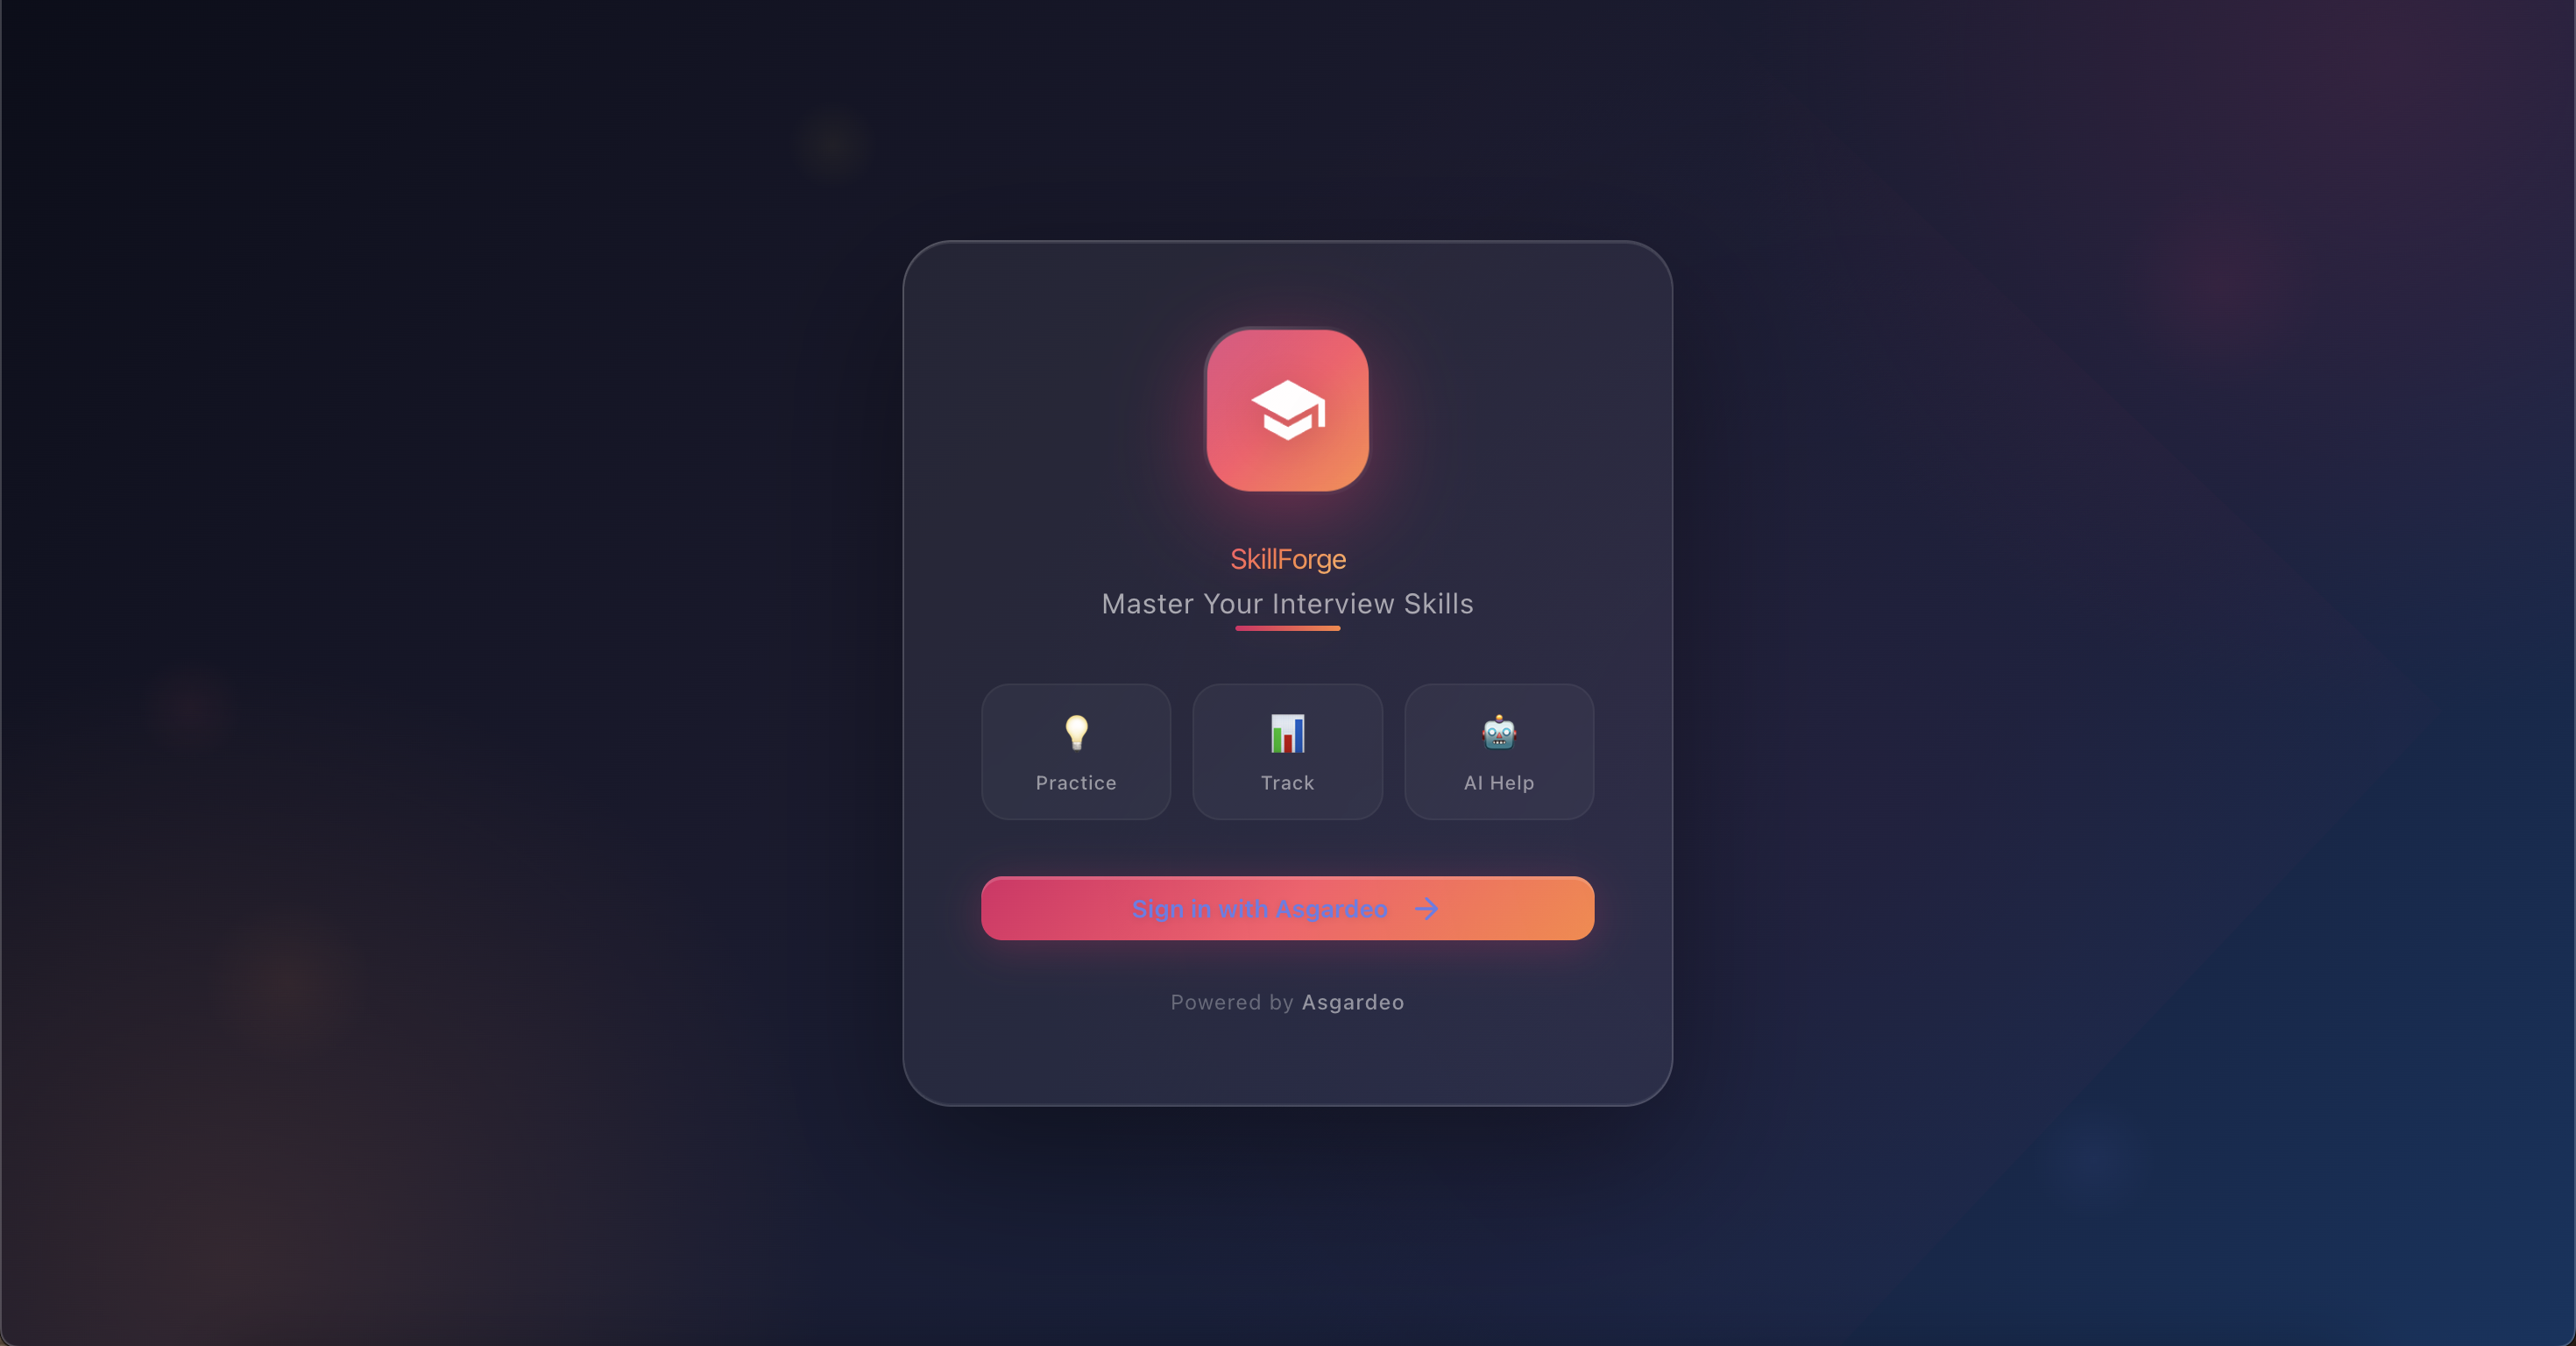 SkillForge
Master Your Interview Skills
Practice
Track
AI Help
Sign in with Asgardeo
Powered by Asgardeo